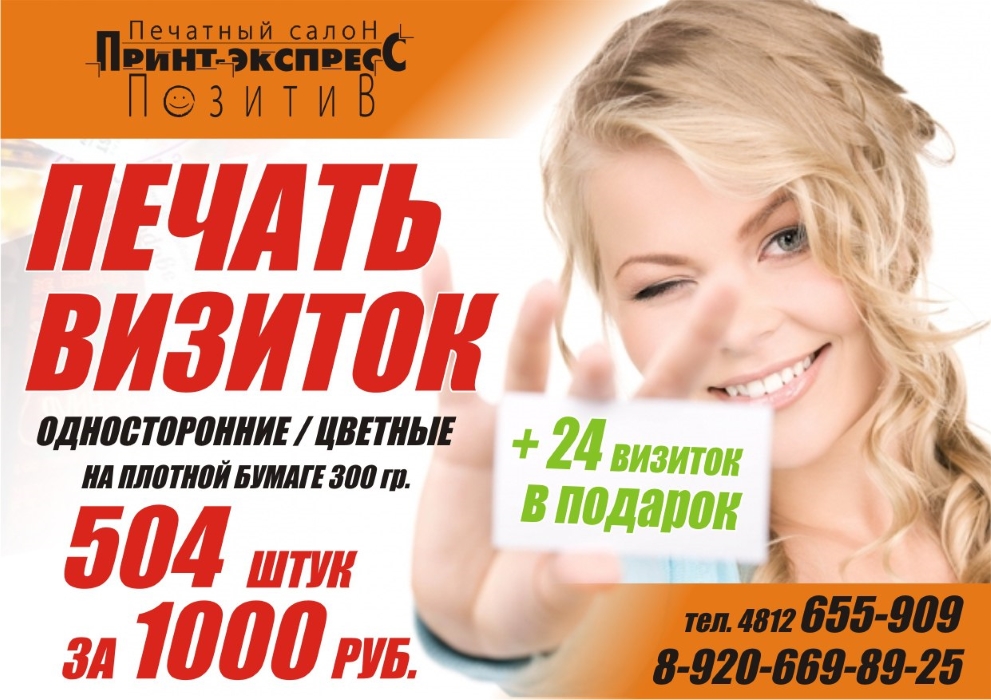 Печатный салон
Принт-экспресс
Позитив
ПЕЧАТЬ
ВИЗИТОК
ОДНОСТОРОННИЕ / ЦВЕТНЫЕ
НА ПЛОТНОЙ БУМАГЕ 300 гр.
504 ШТУК
ЗА 1000 РУБ.
+ 24 визиток
в подарок
тел. 4812 655-909
8-920-669-89-25